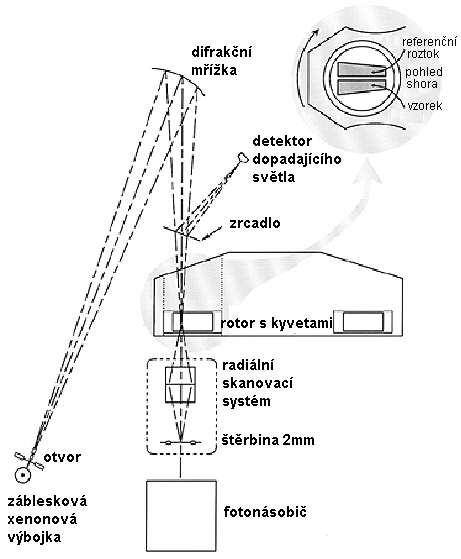 difrakční
mřížka
referenční
roztok
pohled
shora
vzorek
detektor
dopadajícího
světla
zrcadlo
rotor s kyvetami
radiální
skanovací
systém
štěrbina 2mm
otvor
záblesková
xenonová
výbojka
fotonásobič